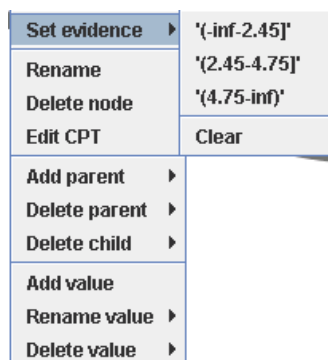 Set evidence
Rename
Delete node
Edit CPT
Add parent
Delete parent
Delete child
Add value
Rename value
Delete value
'(-inf-2.45]'
'(2.45-4.75]'
'(4.75-inf)'
Clear